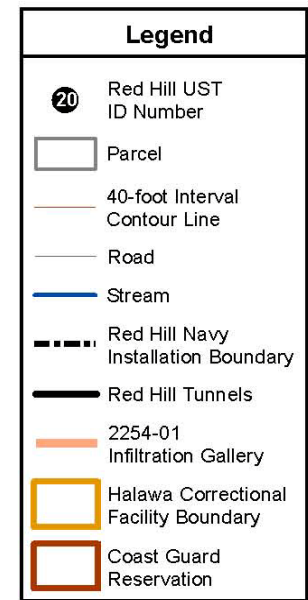 Legend
20
Red Hill UST
ID Number
Parcel
40-foot Interval
Contour Line
Road
Stream
Red Hill Navy
Installation Boundary
Red Hill Tunnels
2254-01
Infiltration Gallery
Halawa Correctional
Facility Boundary
Coast Guard
Reservation